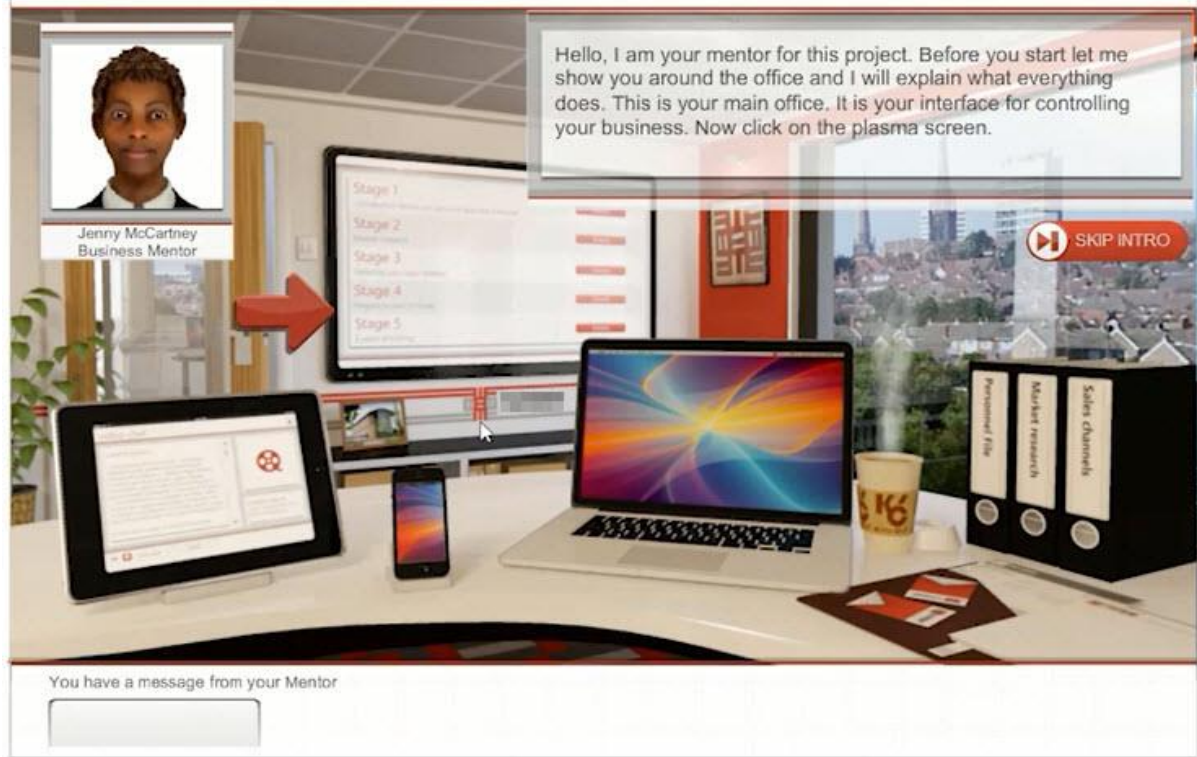 Hello, I am your mentor for this project. Before you start let me
show you around the office and I will explain what everything
does. This is your main office. It is your interface for controlling
your business. Now click on the plasma screen.
Jenny McCartney
Business Mentor
SKIP INTRO
Stage 1
Stage 2
Stage 3
Stage 4
Stage 5
Personnel File
Market research
Sales channels
You have a message from your Mentor